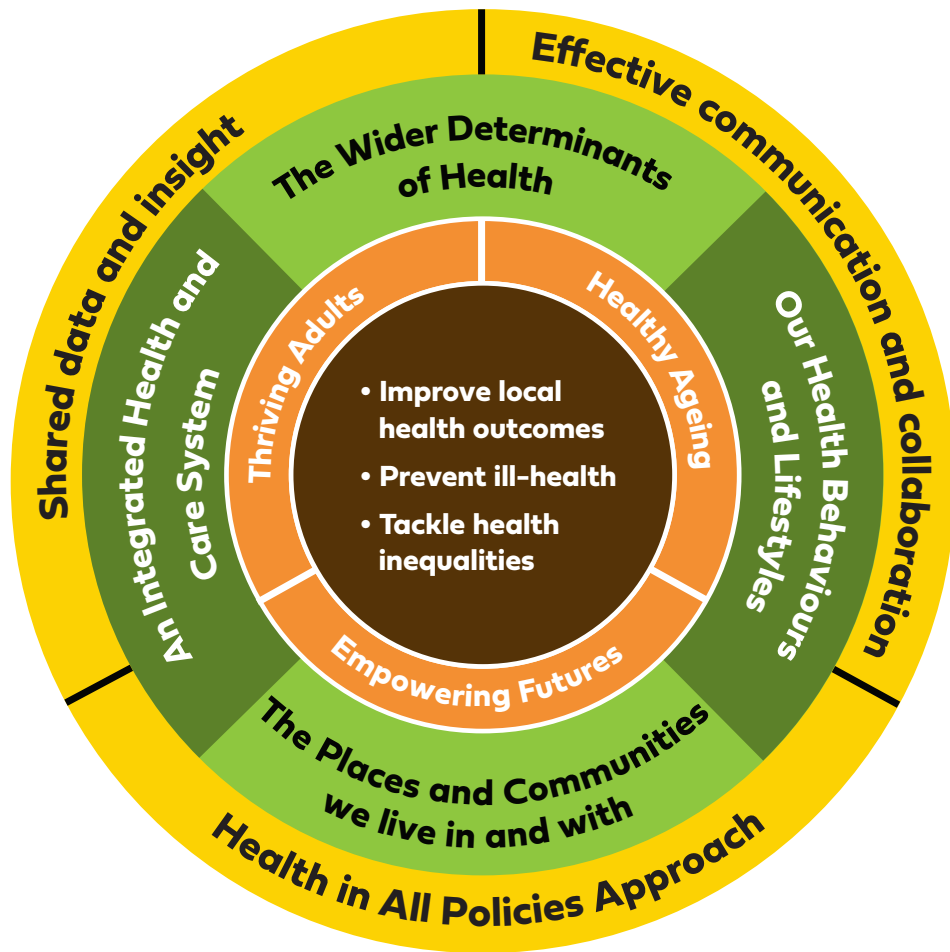 Shared data and insight
Effective communication and collaboration
Health in All Policies Approach
The Wider Determinants
of Health
Our Health Behaviours
and Lifestyles
The Places and Communities
we live in and with
An Integrated Health and
Care System
Thriving Adults
Healthy Ageing
Empowering Futures
• Improve local
health outcomes
• Prevent ill-health
• Tackle health
inequalities